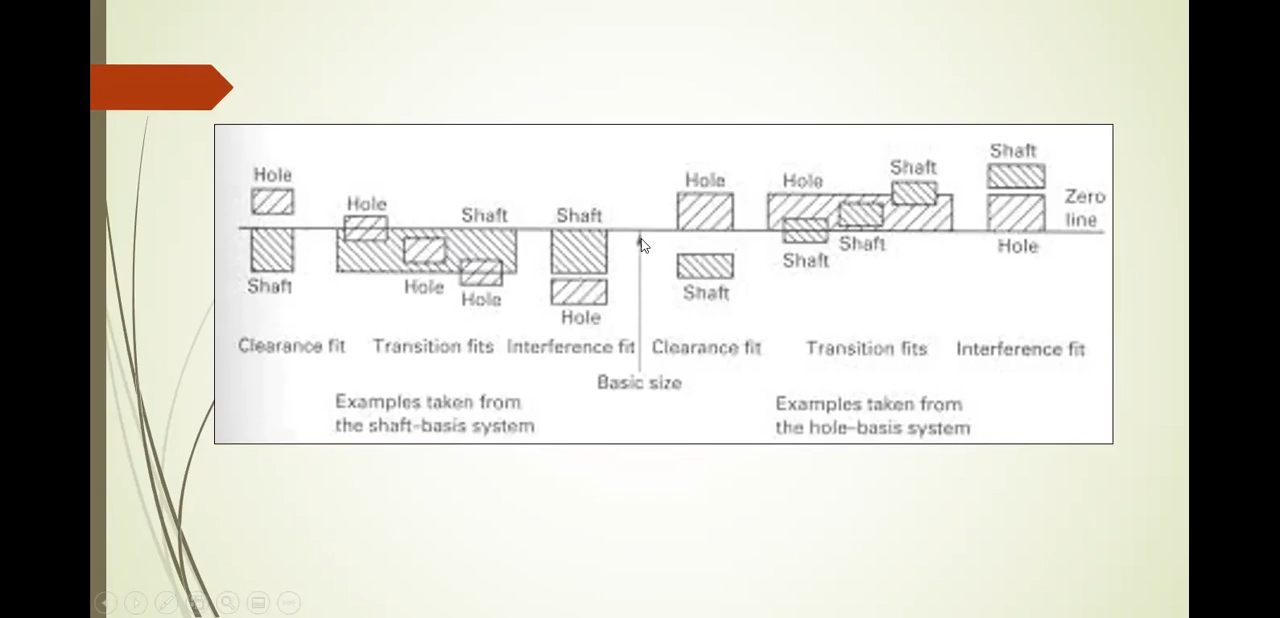 Hole
Hole
Shaft
Shaft
Shaft
Hole
Hole
Hole
Clearance fit
Transition fits
Interference fit
Examples taken from
the shaft-basis system
Basic size
Hole
Hole
Shaft
Shaft
Zero
line
Shaft
Shaft
Shaft
Hole
Clearance fit
Transition fits
Interference fit
Examples taken from
the hole-basis system